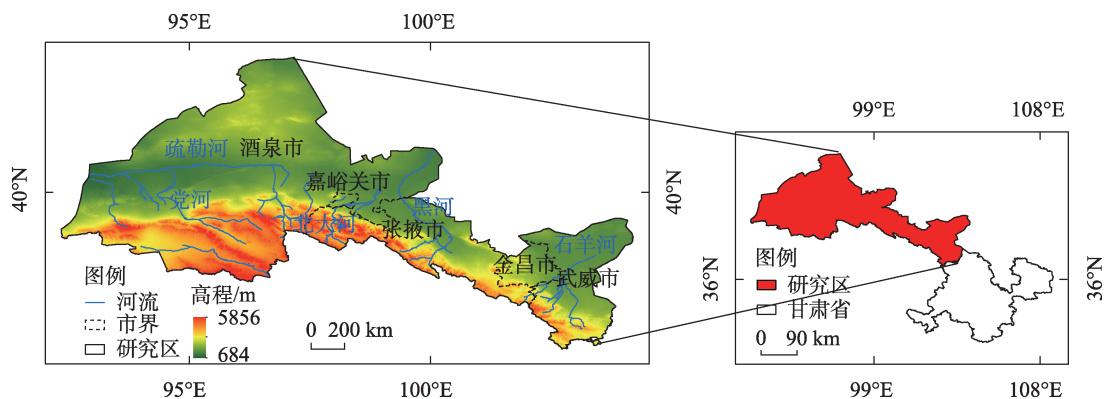 95°E
100°E
40°N
40°N
疏勒河
酒泉市
党河
嘉峪关市
北大河
黑河
张掖市
石羊河
金昌市
武威市
图例
河流
市界
研究区
高程/m
5856
684
0 200 km
95°E
100°E
99°E
108°E
36°N
36°N
图例
研究区
甘肃省
0 90 km
99°E
108°E